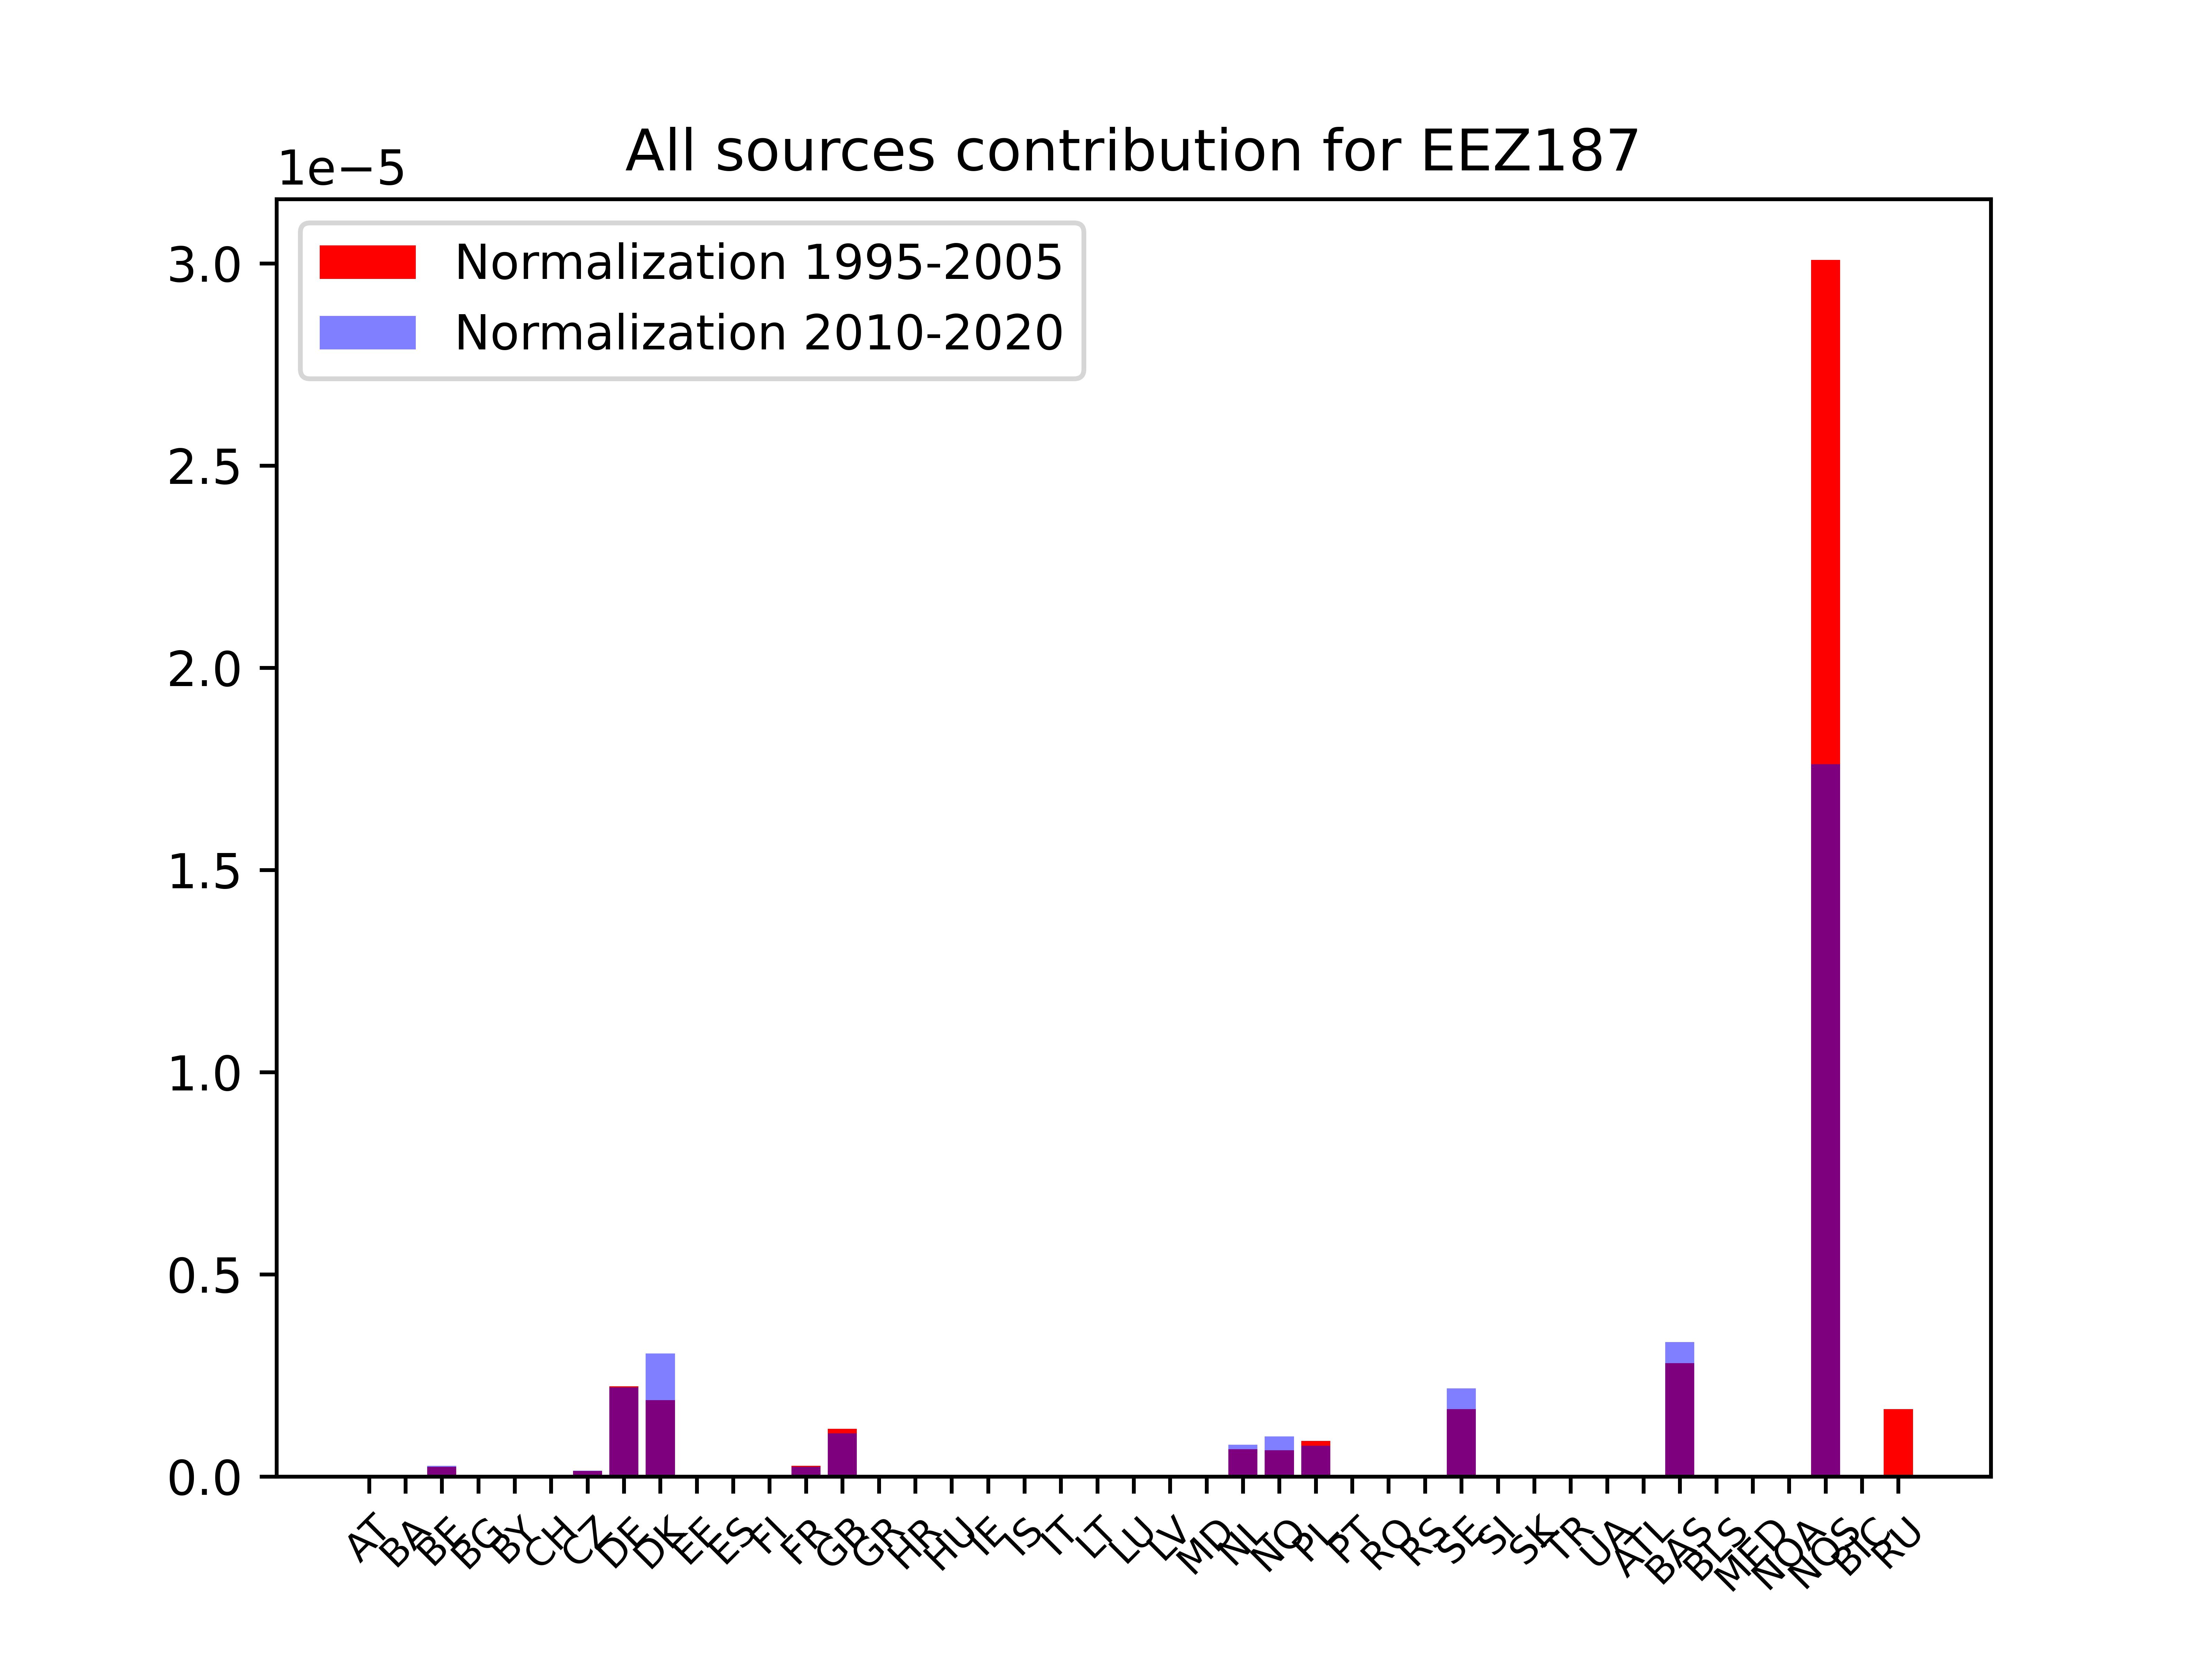 All sources contribution for EEZ187
1e−5
Normalization 1995-2005
Normalization 2010-2020
3.0
2.5
2.0
1.5
1.0
0.5
0.0
AT
BA
BE
BG
BY
CH
CZ
DE
DK
EE
ES
FI
FR
GB
GR
HR
HU
IE
IS
IT
LT
LU
LV
MD
NL
NO
PL
PT
RO
RS
SE
SI
SK
TR
UA
ATL
BAS
BLS
MED
NOA
NOS
BIC
RU